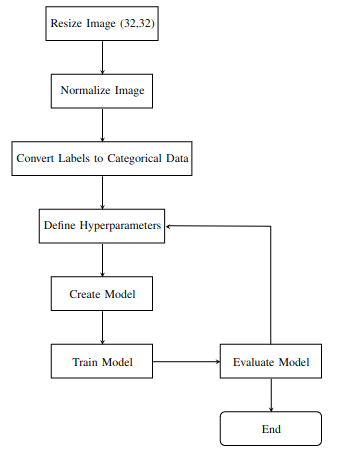 Resize Image (32,32)
Normalize Image
Convert Labels to Categorical Data
Define Hyperparameters
Create Model
Train Model
Evaluate Model
End